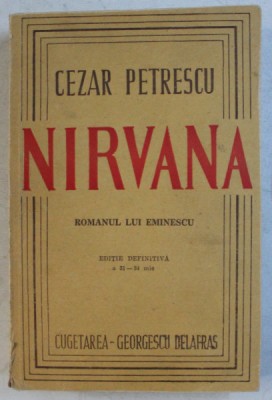 CEZAR PETRESCU
NIRVANA
ROMANUL LUI EMINESCU
EDIȚIE DEFINITIVĂ
CUGETAREA - GEORGESCU DELAFRAS